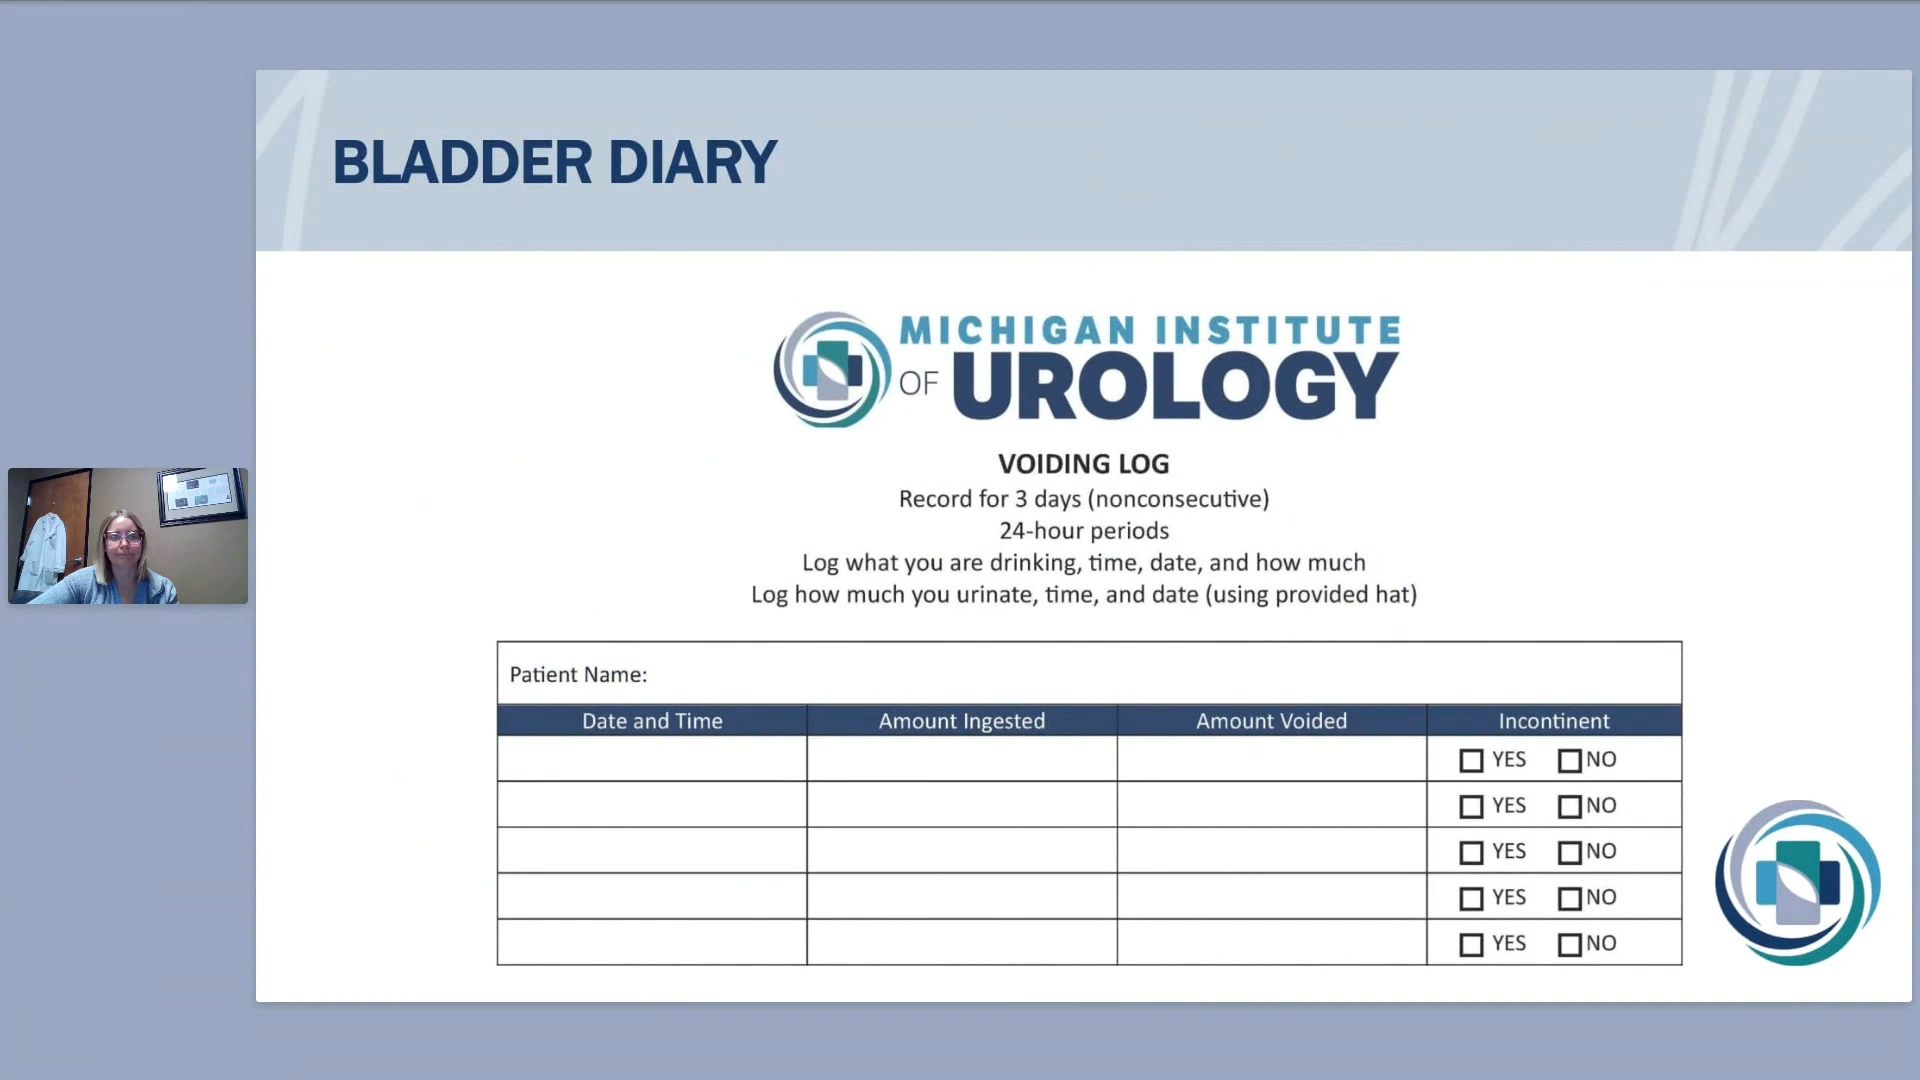 BLADDER DIARY
MICHIGAN INSTITUTE
OF UROLOGY
VOIDING LOG
Record for 3 days (nonconsecutive)
24-hour periods
Log what you are drinking, time, date, and how much
Log how much you urinate, time, and date (using provided hat)
Patient Name:
Date and Time Amount Ingested Amount Voided Incontinent
YES NO
YES NO
YES NO
YES NO
YES NO